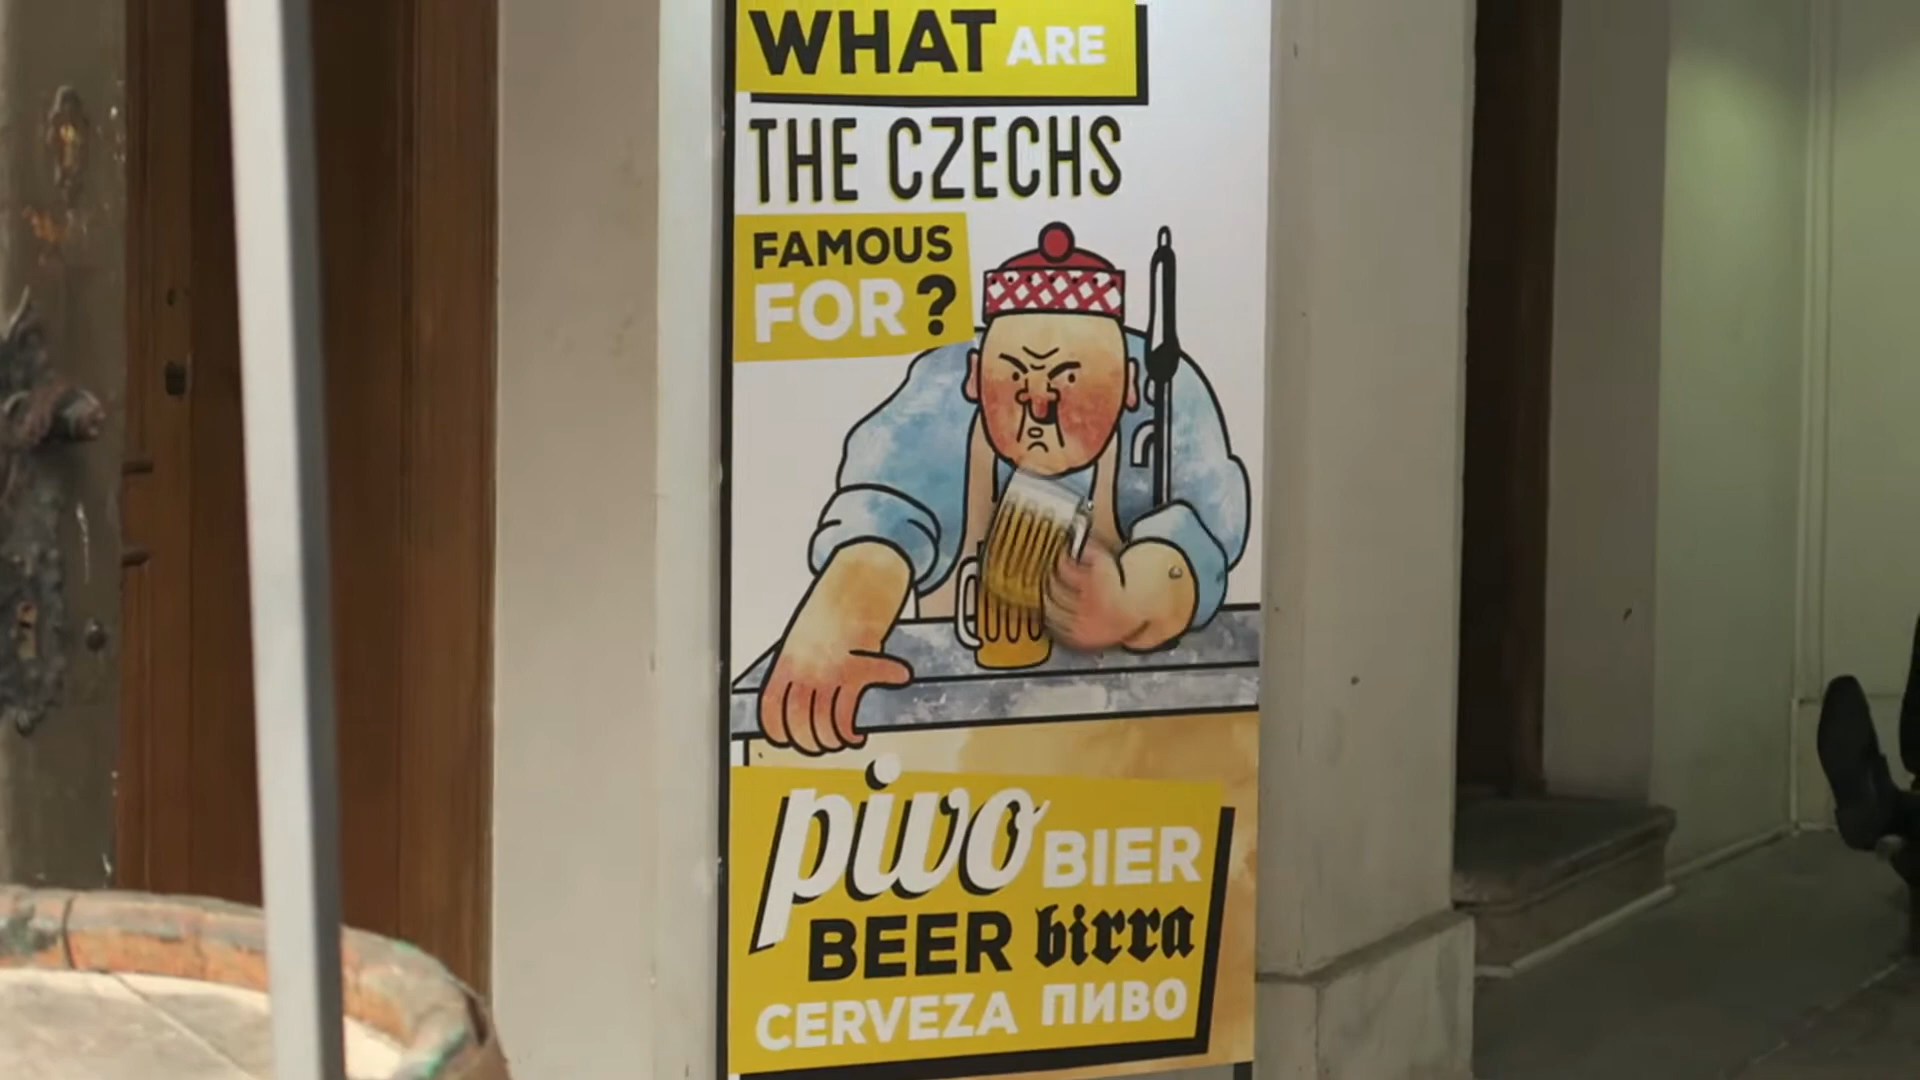 WHAT ARE
THE CZECHS
FAMOUS
FOR?
pivo BIER
BEER birra
CERVEZA ПИВО